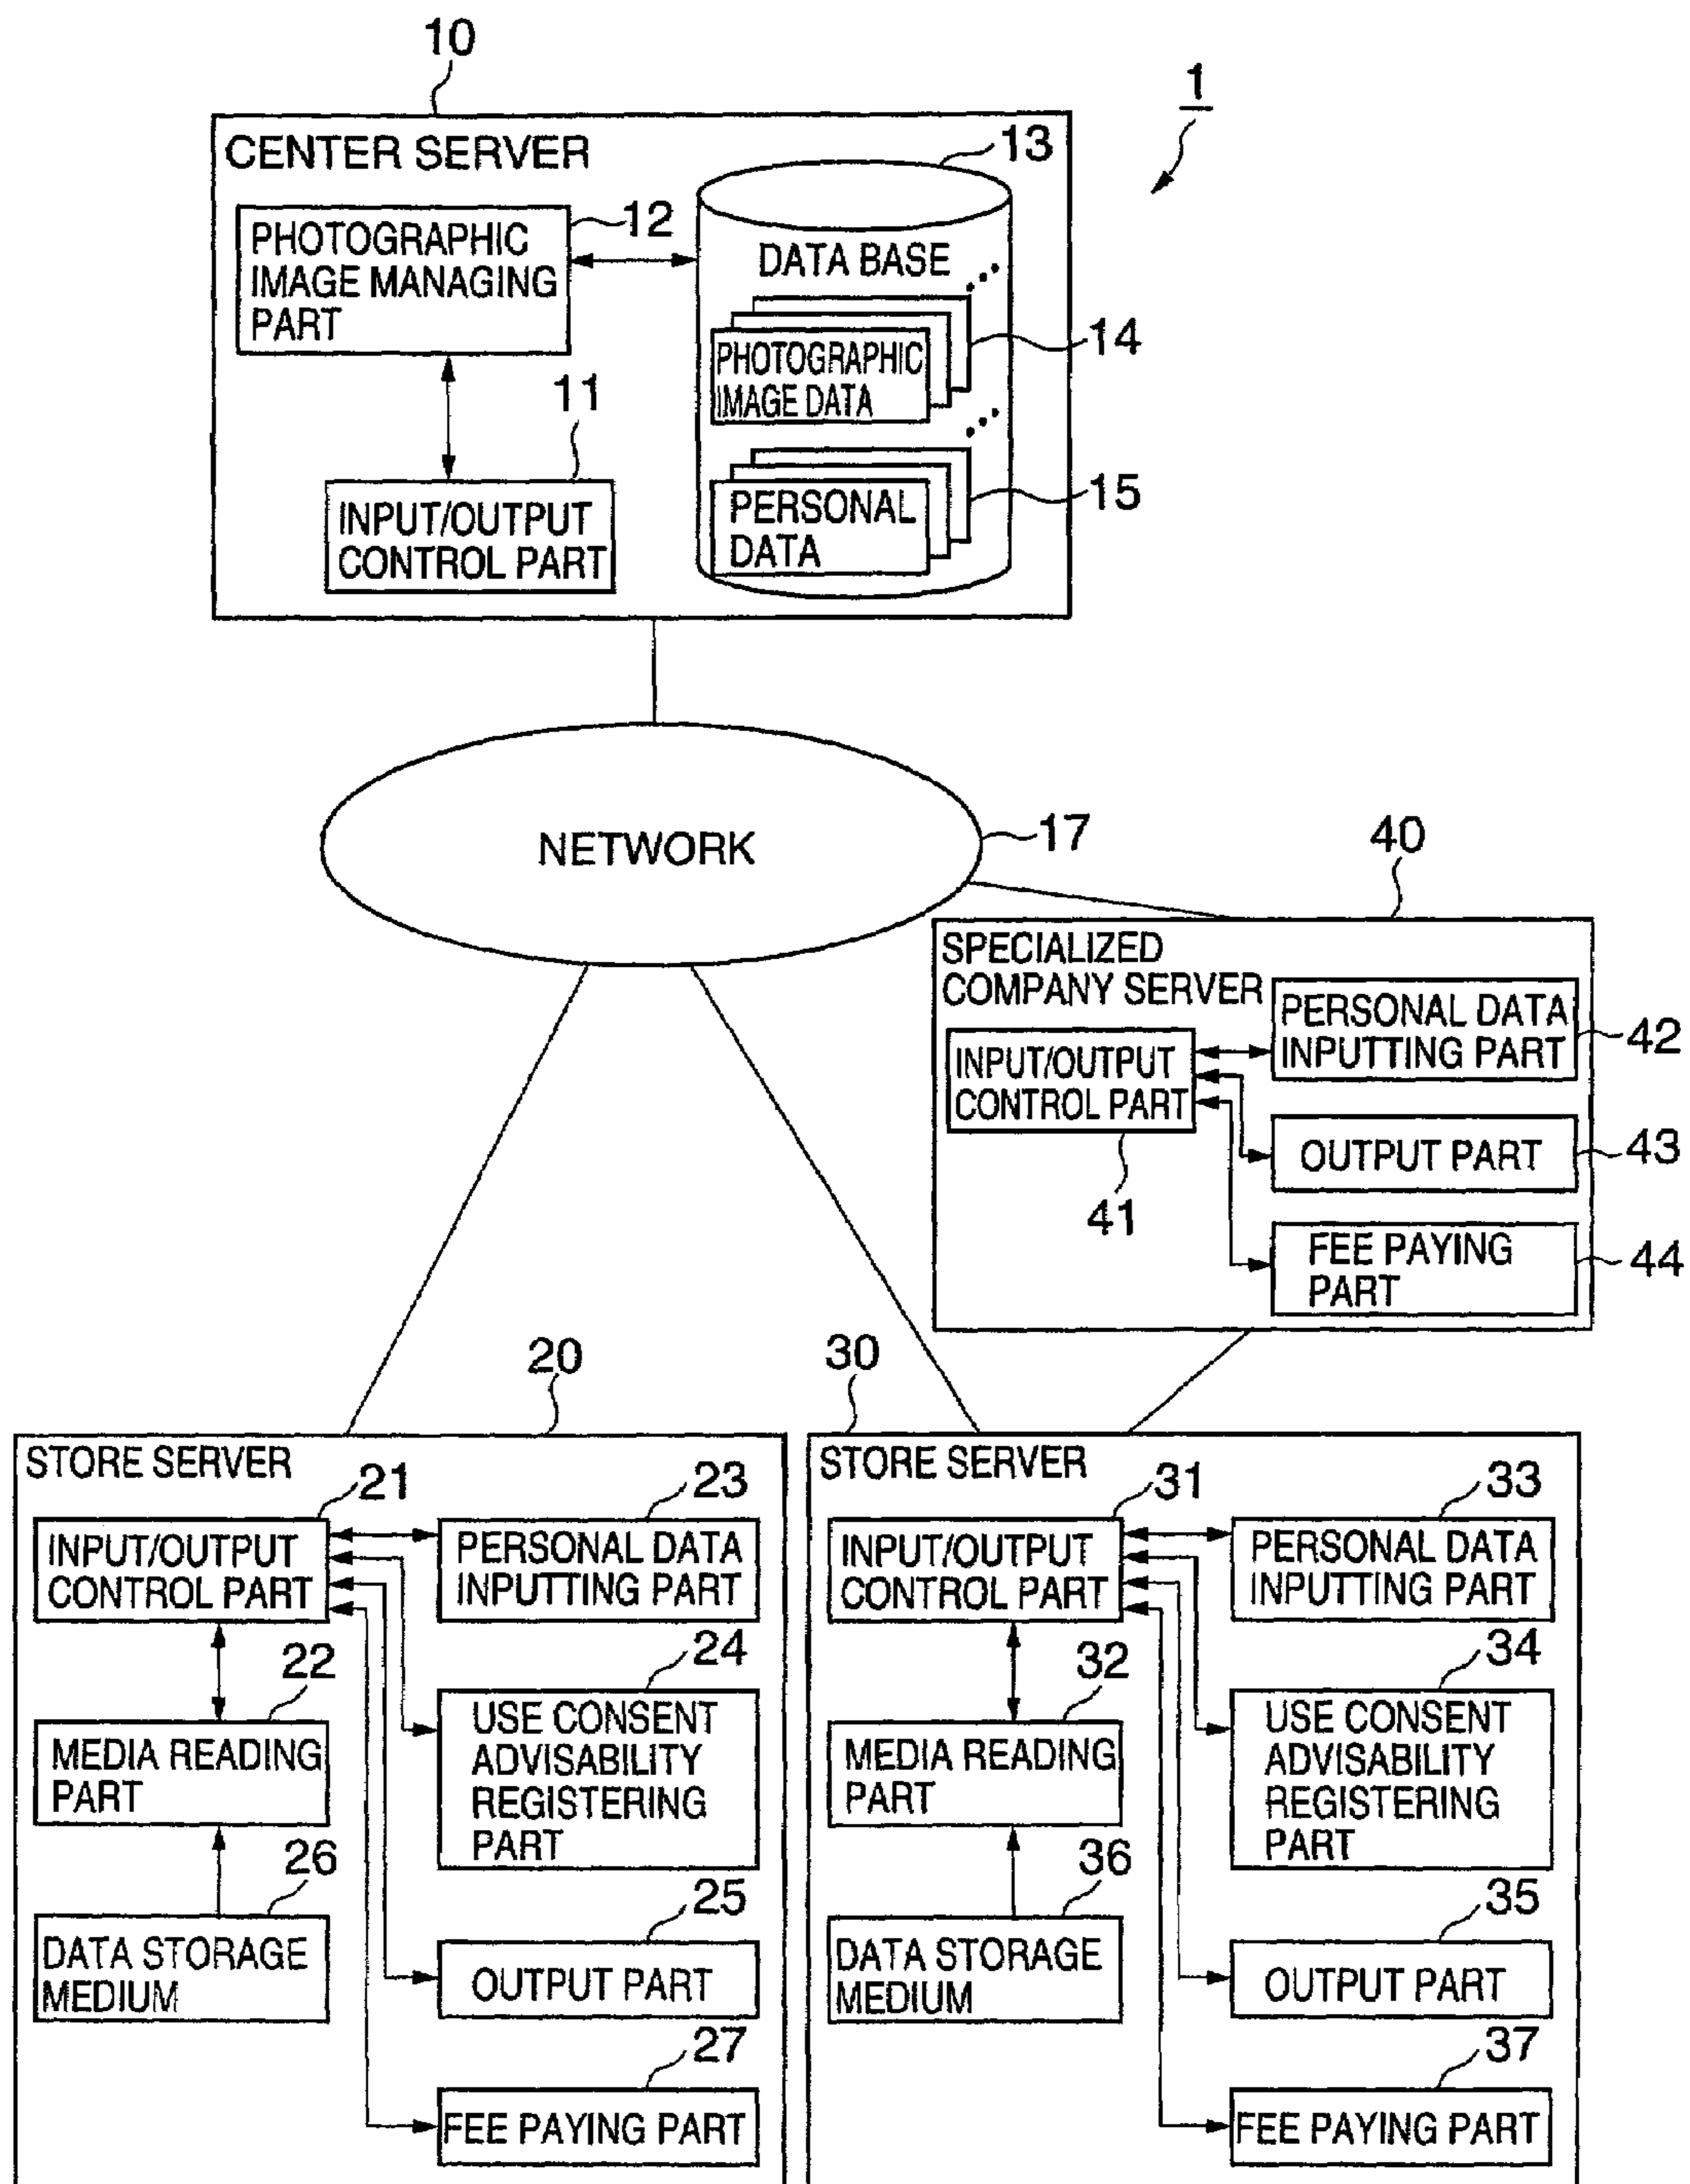 10
1
CENTER SERVER
13
12
PHOTOGRAPHIC
IMAGE MANAGING
PART
DATA BASE
14
PHOTOGRAPHIC
IMAGE DATA
11
15
INPUT/OUTPUT
CONTROL PART
PERSONAL
DATA
NETWORK
17
40
SPECIALIZED
COMPANY SERVER
PERSONAL DATA
INPUTTING PART
42
INPUT/OUTPUT
CONTROL PART
41
OUTPUT PART
43
FEE PAYING
PART
44
20
STORE SERVER
21
INPUT/OUTPUT
CONTROL PART
23
PERSONAL DATA
INPUTTING PART
22
MEDIA READING
PART
24
USE CONSENT
ADVISABILITY
REGISTERING
PART
26
DATA STORAGE
MEDIUM
25
OUTPUT PART
27
FEE PAYING PART
30
STORE SERVER
31
INPUT/OUTPUT
CONTROL PART
33
PERSONAL DATA
INPUTTING PART
32
MEDIA READING
PART
34
USE CONSENT
ADVISABILITY
REGISTERING
PART
36
DATA STORAGE
MEDIUM
35
OUTPUT PART
37
FEE PAYING PART